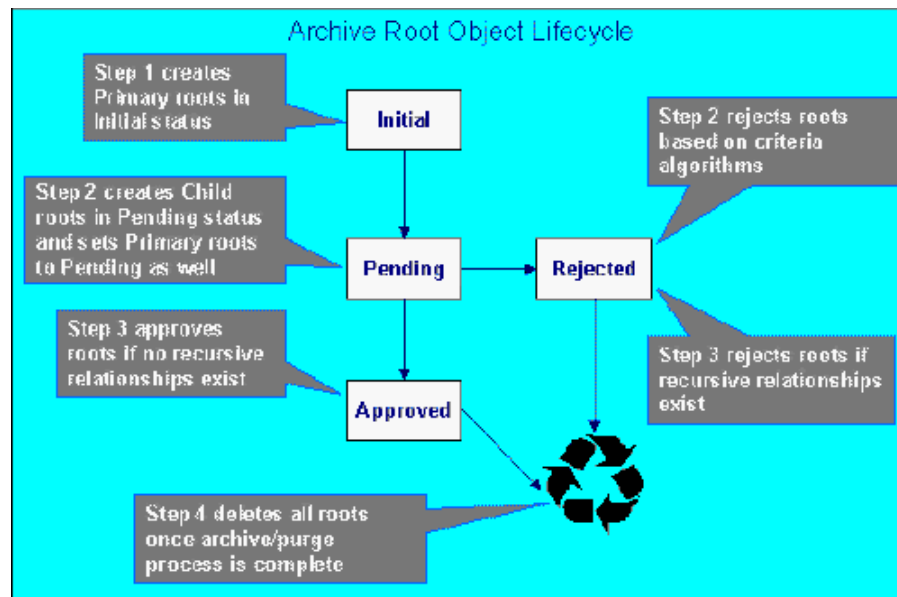 Archive Root Object Lifecycle
Step 1 creates
Primary roots in
Initial status
Initial
Step 2 rejects roots
based on criteria
algorithms
Step 2 creates Child
roots in Pending status
and sets Primary roots
to Pending as well
Pending
Rejected
Step 3 approves
roots if no recursive
relationships exist
Step 3 rejects roots if
recursive relationships
exist
Approved
Step 4 deletes all roots
once archive/purge
process is complete